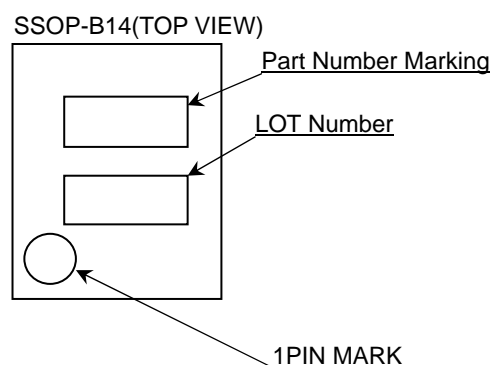 SSOP-B14(TOP VIEW)
Part Number Marking
LOT Number
1PIN MARK